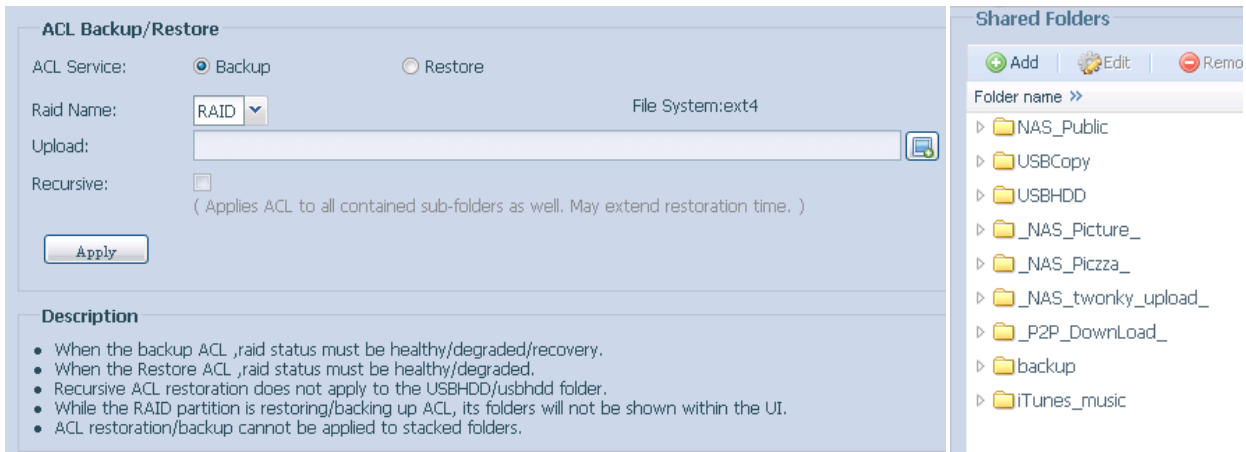 ACL Backup/Restore
ACL Service: Backup Restore
Raid Name: RAID File System:ext4
Upload:
Recursive:
( Applies ACL to all contained sub-folders as well. May extend restoration time. )
Apply
Description
• When the backup ACL ,raid status must be healthy/degraded/recovery.
• When the Restore ACL ,raid status must be healthy/degraded.
• Recursive ACL restoration does not apply to the USBHDD/usbhdd folder.
• While the RAID partition is restoring/backing up ACL, its folders will not be shown within the UI.
• ACL restoration/backup cannot be applied to stacked folders.
Shared Folders
Add Edit Remo
Folder name »
NAS_Public
USBCopy
USBHDD
_NAS_Picture_
_NAS_Piczza_
_NAS_twonky_upload_
_P2P_DownLoad_
backup
iTunes_music